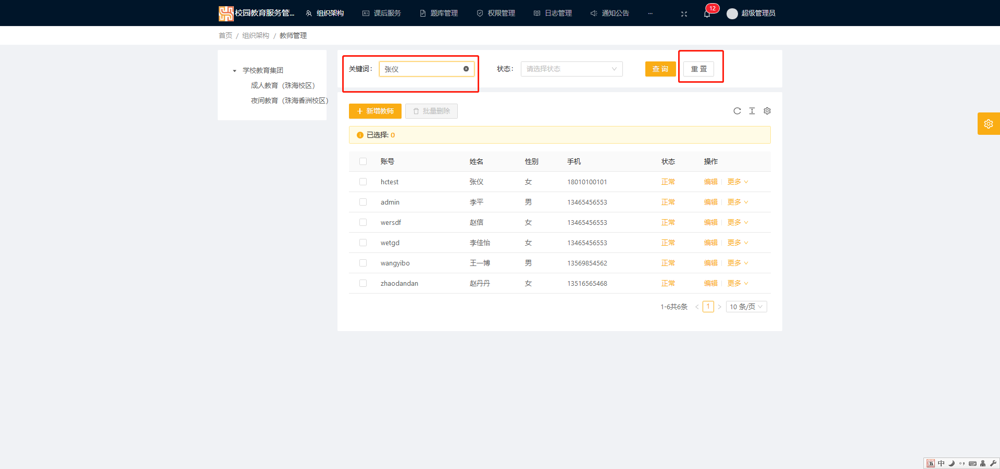 校园教育服务管... 组织架构 课后服务 题库管理 权限管理 日志管理 通知公告 ... 12 超级管理员
首页 / 组织架构 / 教师管理
学校教育集团
成人教育（珠海校区）
夜间教育（珠海香洲校区）
关键词： 张仪 状态： 请选择状态 查 询 重 置
新增教师 批量删除
已选择: 0
账号 姓名 性别 手机 状态 操作
hctest 张仪 女 18010100101 正常 编辑 更多
admin 李平 男 13465456553 正常 编辑 更多
wersdf 赵信 女 13465456553 正常 编辑 更多
wetgd 李佳怡 女 13465456553 正常 编辑 更多
wangyibo 王一博 男 13569854562 正常 编辑 更多
zhaodandan 赵丹丹 女 13516565468 正常 编辑 更多
1-6共6条 < 1 > 10 条/页
五 中